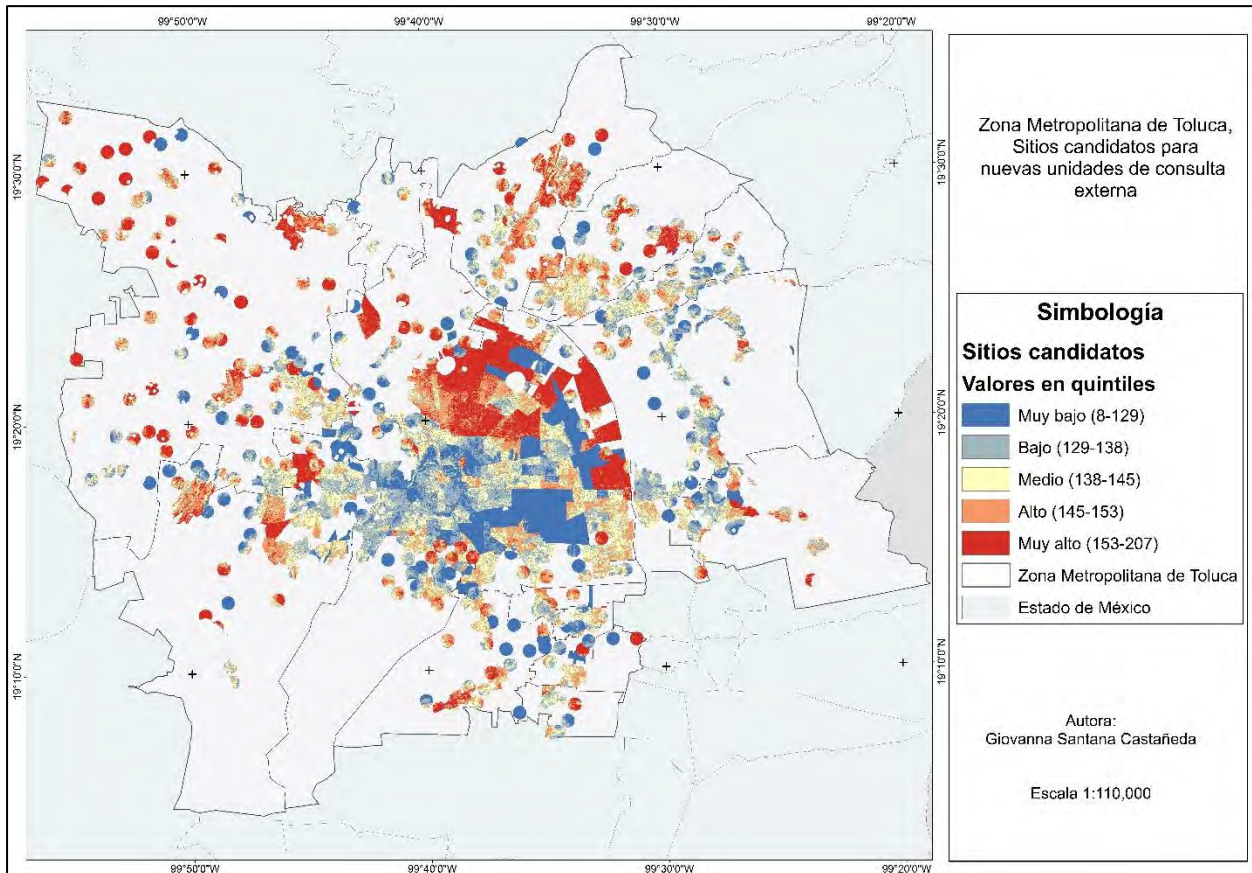 99°50'0"W
99°40'0"W
99°30'0"W
99°20'0"W
19°30'0"N
19°30'0"N
19°20'0"N
19°20'0"N
19°10'0"N
19°10'0"N
99°50'0"W
99°40'0"W
99°30'0"W
99°20'0"W
Zona Metropolitana de Toluca,
Sitios candidatos para
nuevas unidades de consulta
externa
Simbología
Sitios candidatos
Valores en quintiles
Muy bajo (8-129)
Bajo (129-138)
Medio (138-145)
Alto (145-153)
Muy alto (153-207)
Zona Metropolitana de Toluca
Estado de México
Autora:
Giovanna Santana Castañeda
Escala 1:110,000